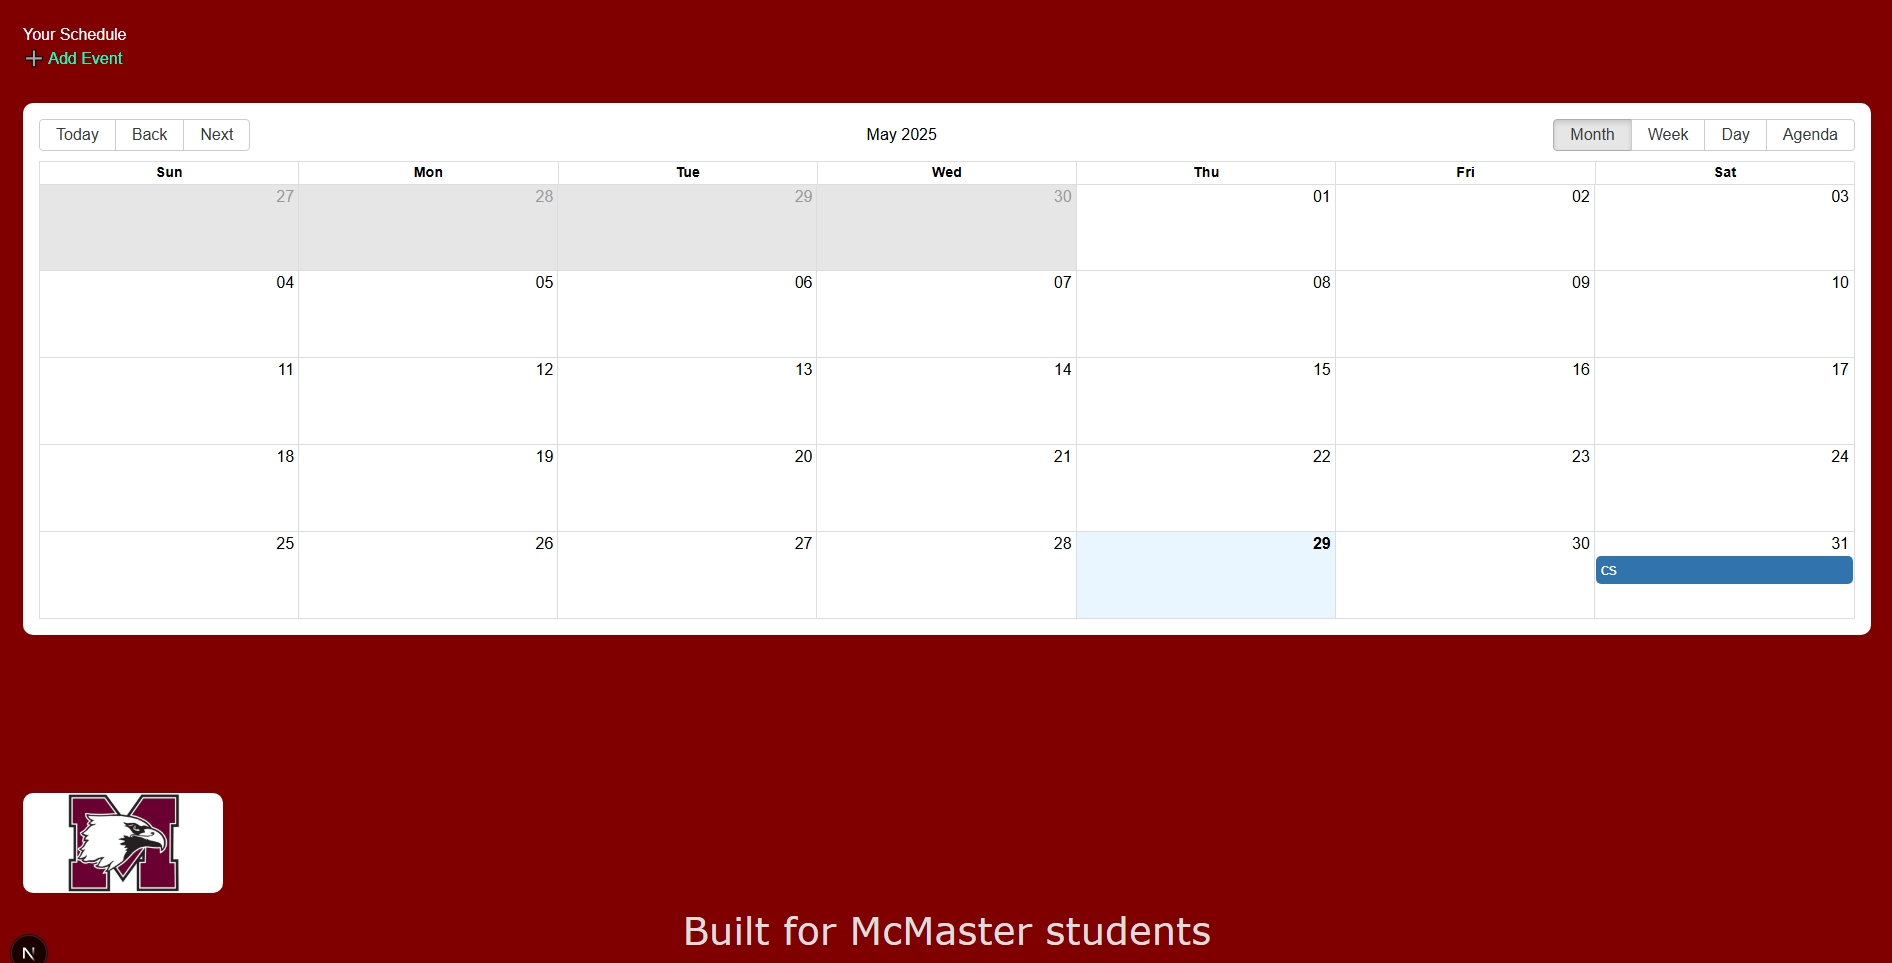 Your Schedule
+ Add Event
Today Back Next May 2025 Month Week Day Agenda
Sun Mon Tue Wed Thu Fri Sat
27 28 29 30 01 02 03
04 05 06 07 08 09 10
11 12 13 14 15 16 17
18 19 20 21 22 23 24
25 26 27 28 29 30 31
cs
M
Built for McMaster students
N